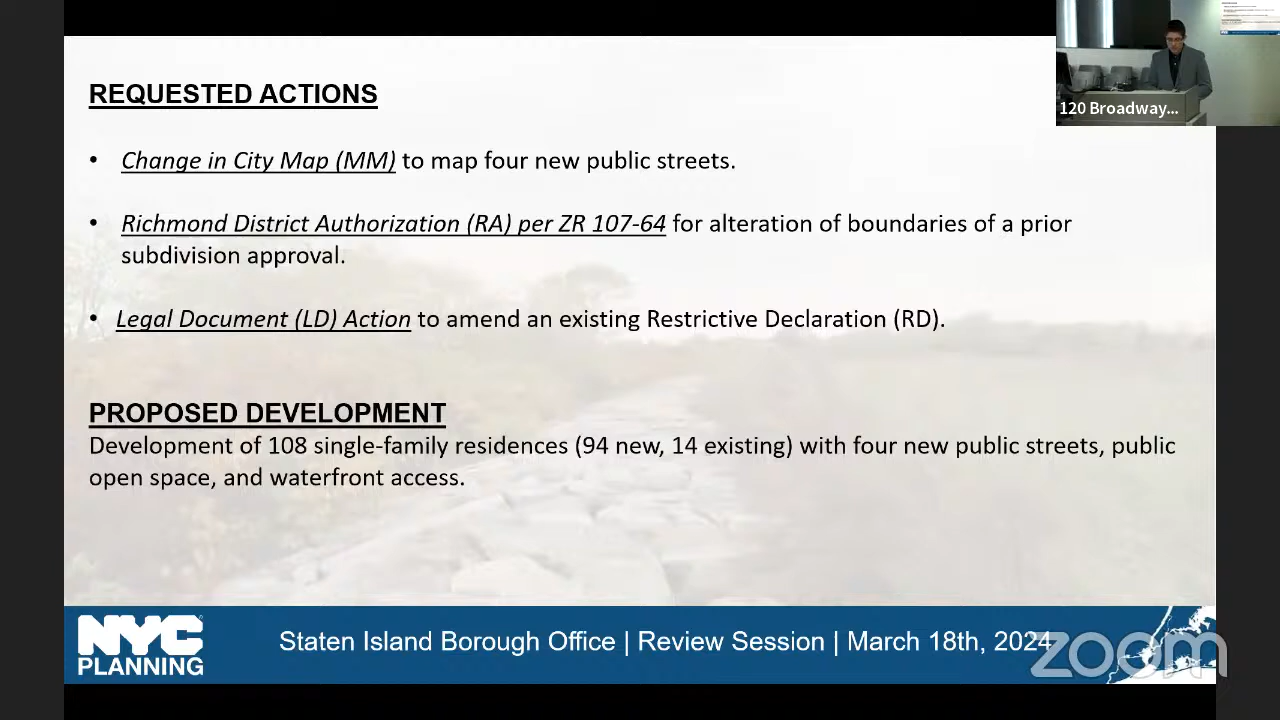 REQUESTED ACTIONS
120 Broadway...
• Change in City Map (MM) to map four new public streets.
• Richmond District Authorization (RA) per ZR 107-64 for alteration of boundaries of a prior
subdivision approval.
• Legal Document (LD) Action to amend an existing Restrictive Declaration (RD).
PROPOSED DEVELOPMENT
Development of 108 single-family residences (94 new, 14 existing) with four new public streets, public
open space, and waterfront access.
NYC
PLANNING
Staten Island Borough Office | Review Session | March 18th, 2024
zoom